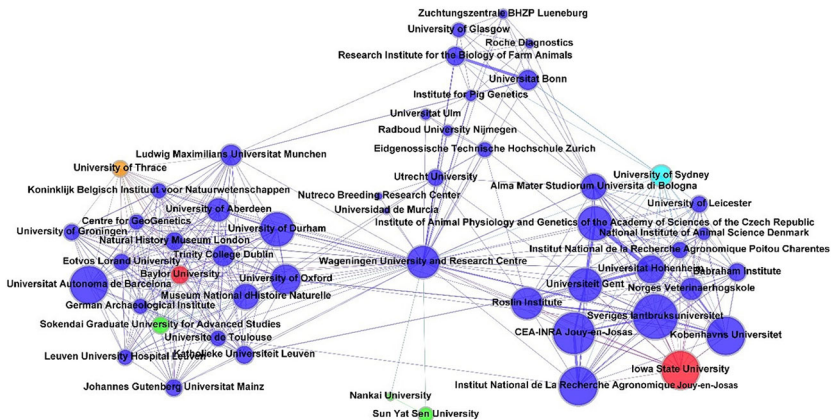 Zuchtungszentrale BHZP Lueneburg
University of Glasgow
Roche Diagnostics
Research Institute for the Biology of Farm Animals
Universitat Bonn
Institute for Pig Genetics
Universitat Ulm
Radboud University Nijmegen
Eidgenossische Technische Hochschule Zurich
Ludwig Maximilians Universitat Munchen
University of Thrace
Utrecht University
University of Sydney
Alma Mater Studiorum Universita di Bologna
Koninklijk Belgisch Instituut voor Natuurwetenschappen
Nutreco Breeding Research Center
University of Leicester
University of Aberdeen
Universidad de Murcia
Centre for GeoGenetics
Institute of Animal Physiology and Genetics of the Academy of Sciences of the Czech Republic
University of Durham
University of Groningen
National Institute of Animal Science Denmark
Natural History Museum London
Institut National de la Recherche Agronomique Poitou Charentes
Trinity College Dublin
Eotvos Lorand University
Wageningen University and Research Centre
Universitat Hohenheim
Babraham Institute
Baylor University
University of Oxford
Universitat Autonoma de Barcelona
Universiteit Gent
Norges Veterinaerhogskole
Museum National dHistoire Naturelle
German Archaeological Institute
Roslin Institute
Sveriges lantbruksuniversitet
Sokendai Graduate University for Advanced Studies
CEA-INRA Jouy-en-Josas
Kobenhavns Universitet
Universite de Toulouse
Leuven University Hospital Leuven
Katholieke Universiteit Leuven
Iowa State University
Johannes Gutenberg Universitat Mainz
Institut National de La Recherche Agronomique Jouy-en-Josas
Nankai University
Sun Yat Sen University